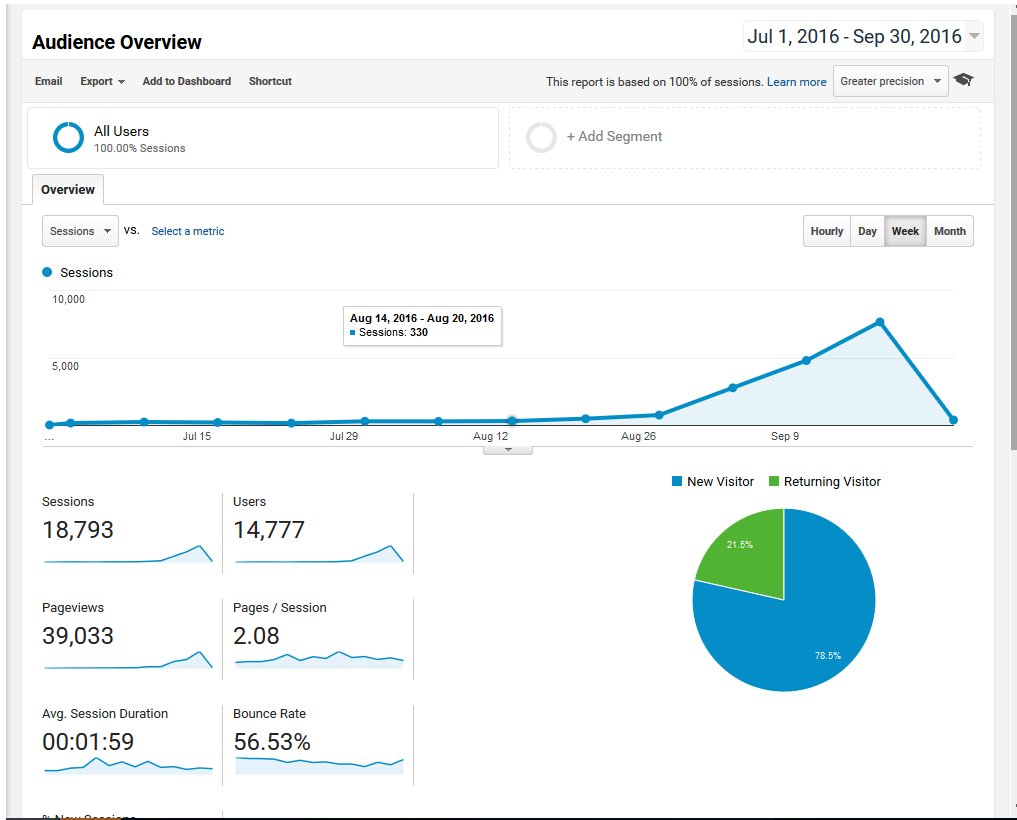 Audience Overview
Jul 1, 2016 - Sep 30, 2016
Email Export Add to Dashboard Shortcut
This report is based on 100% of sessions. Learn more Greater precision
All Users
100.00% Sessions
+ Add Segment
Overview
Sessions vs. Select a metric
Hourly Day Week Month
Sessions
10,000
Aug 14, 2016 - Aug 20, 2016
Sessions: 330
5,000
... Jul 15 Jul 29 Aug 12 Aug 26 Sep 9
New Visitor Returning Visitor
Sessions
18,793
Users
14,777
21.5%
78.5%
Pageviews
39,033
Pages / Session
2.08
Avg. Session Duration
00:01:59
Bounce Rate
56.53%
% New Sessions